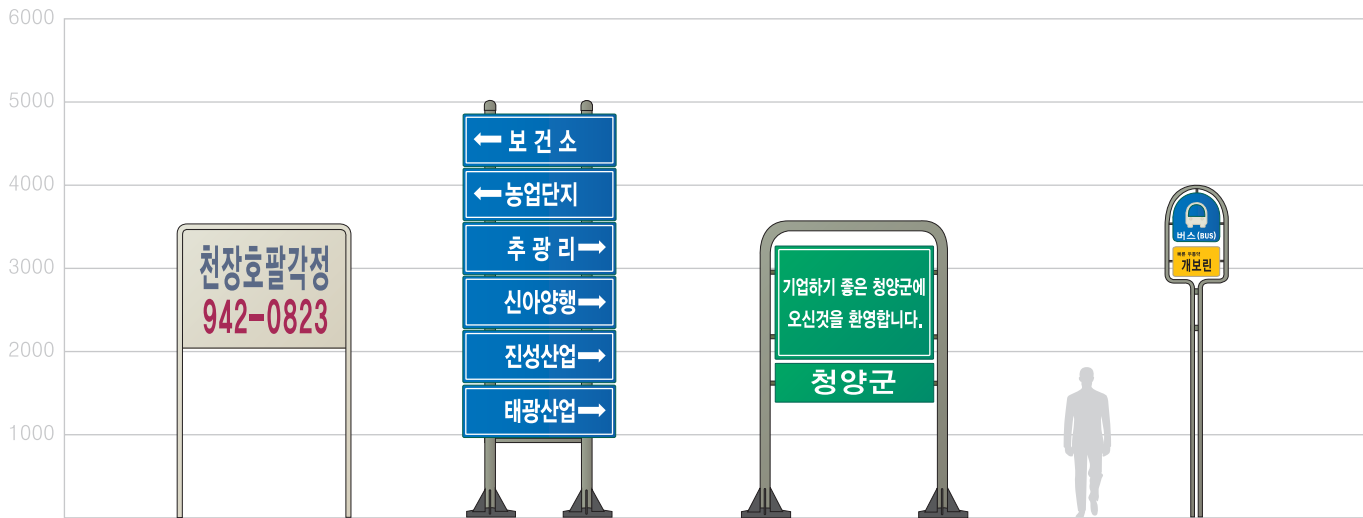 6000
5000
4000
3000
2000
1000
천장호팔각정
942-0823
← 보건소
← 농업단지
추광리 →
신아양행 →
진성산업 →
태광산업 →
기업하기 좋은 청양군에
오신것을 환영합니다.
청양군
버스(BUS)
개보린